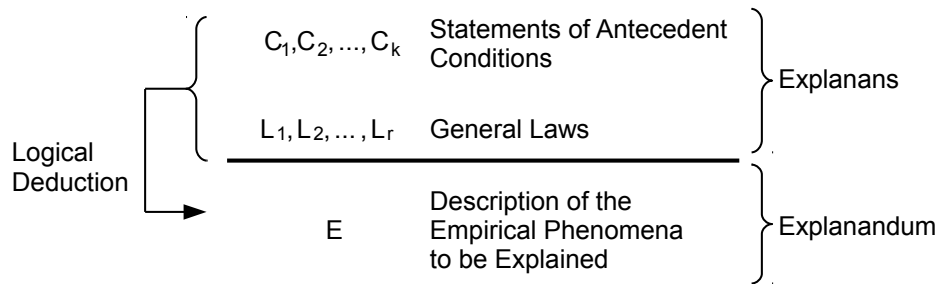 C1,C2, ..., Ck Statements of Antecedent
Conditions
Explanans
L1,L2, ... , Lr General Laws
Logical
Deduction
E Description of the
Empirical Phenomena
to be Explained
Explanandum